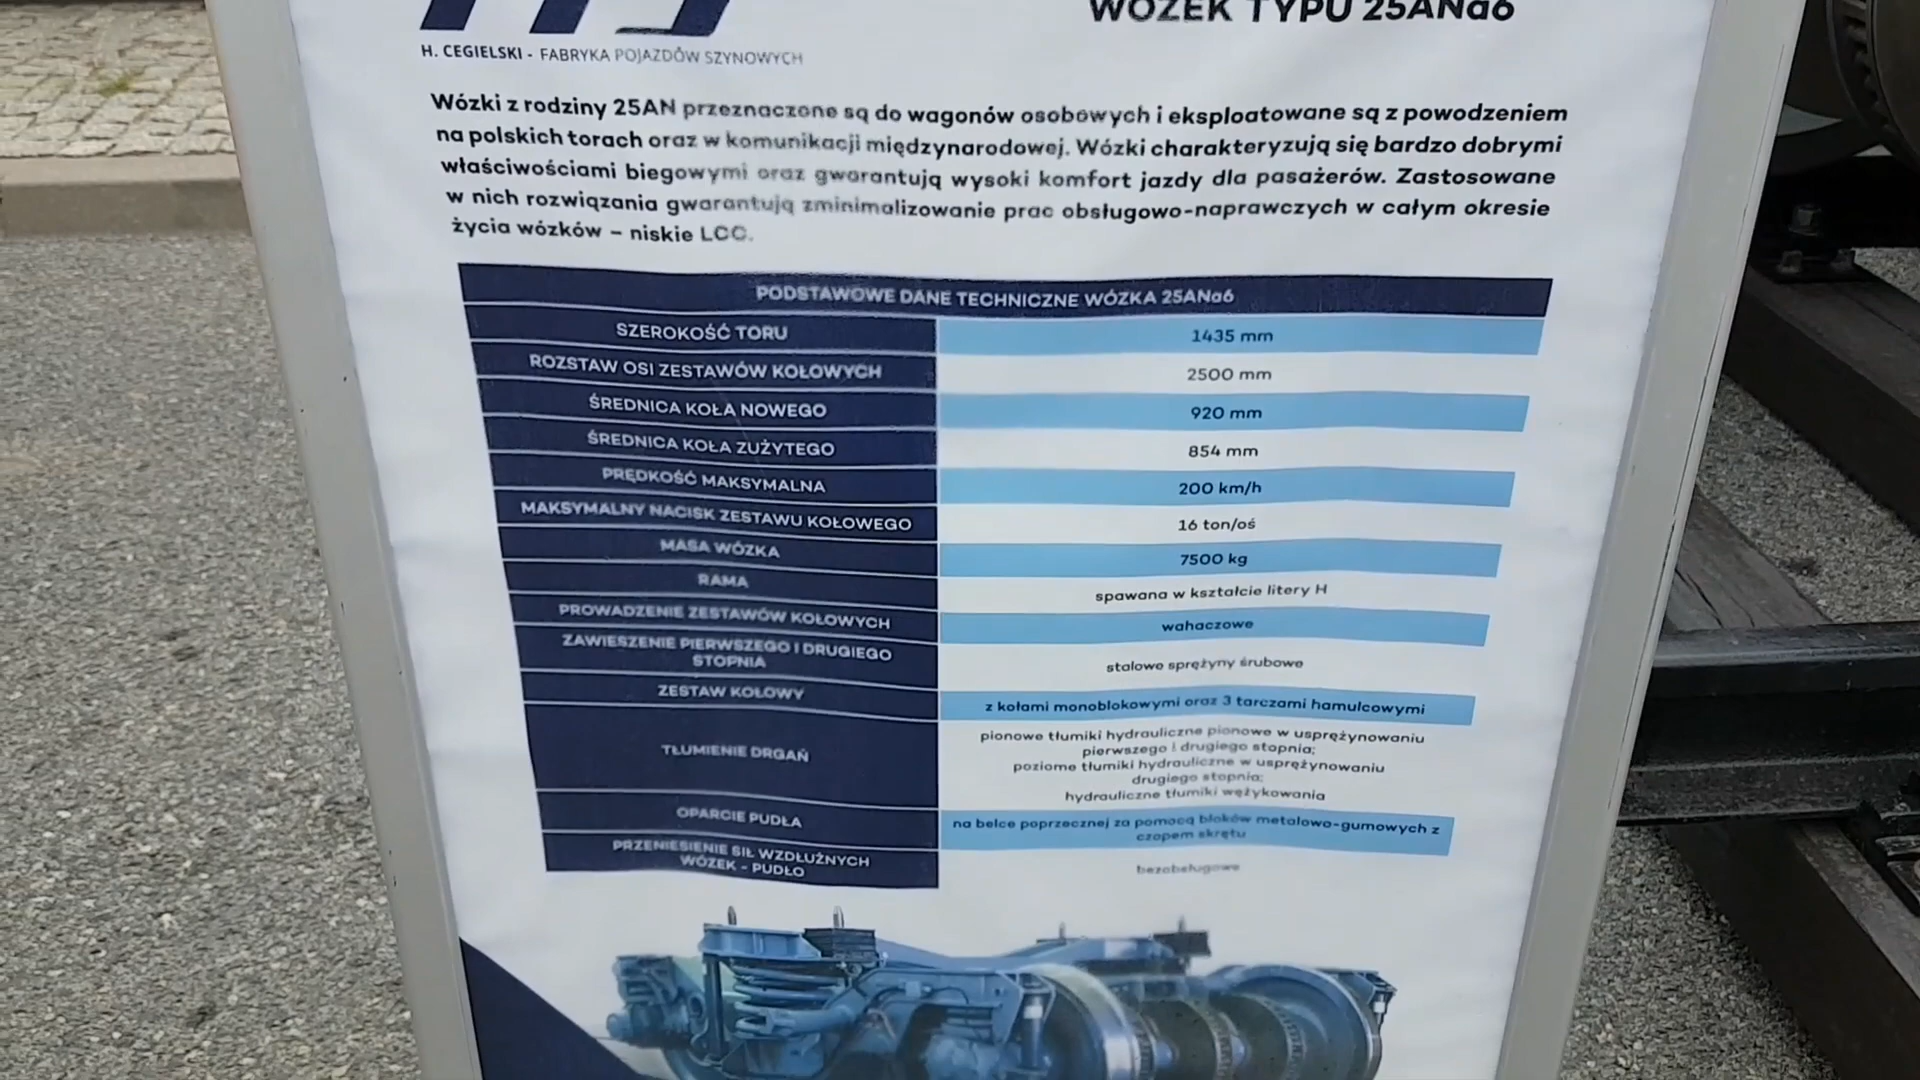 WÓZEK TYPU 25ANa6
H. CEGIELSKI - FABRYKA POJAZDÓW SZYNOWYCH
Wózki z rodziny 25AN przeznaczone są do wagonów osobowych i eksploatowane są z powodzeniem
na polskich torach oraz w komunikacji międzynarodowej. Wózki charakteryzują się bardzo dobrymi
właściwościami biegowymi oraz gwarantują wysoki komfort jazdy dla pasażerów. Zastosowane
w nich rozwiązania gwarantują zminimalizowanie prac obsługowo-naprawczych w całym okresie
życia wózków – niskie LCC.
PODSTAWOWE DANE TECHNICZNE WÓZKA 25ANa6
SZEROKOŚĆ TORU 1435 mm
ROZSTAW OSI ZESTAWÓW KOŁOWYCH 2500 mm
ŚREDNICA KOŁA NOWEGO 920 mm
ŚREDNICA KOŁA ZUŻYTEGO 854 mm
PRĘDKOŚĆ MAKSYMALNA 200 km/h
MAKSYMALNY NACISK ZESTAWU KOŁOWEGO 16 ton/oś
MASA WÓZKA 7500 kg
RAMA spawana w kształcie litery H
PROWADZENIE ZESTAWÓW KOŁOWYCH wahaczowe
ZAWIESZENIE PIERWSZEGO I DRUGIEGO
STOPNIA
stalowe sprężyny śrubowe
ZESTAW KOŁOWY z kołami monoblokowymi oraz 3 tarczami hamulcowymi
TŁUMIENIE DRGAŃ
pionowe tłumiki hydrauliczne pionowe w usprężynowaniu
pierwszego i drugiego stopnia;
poziome tłumiki hydrauliczne w usprężynowaniu
drugiego stopnia;
hydrauliczne tłumiki wężykowania
OPARCIE PUDŁA
na belce poprzecznej za pomocą bloków metalowo-gumowych z
czopem skrętu
PRZENIESIENIE SIŁ WZDŁUŻNYCH
WÓZEK - PUDŁO
bezobsługowe